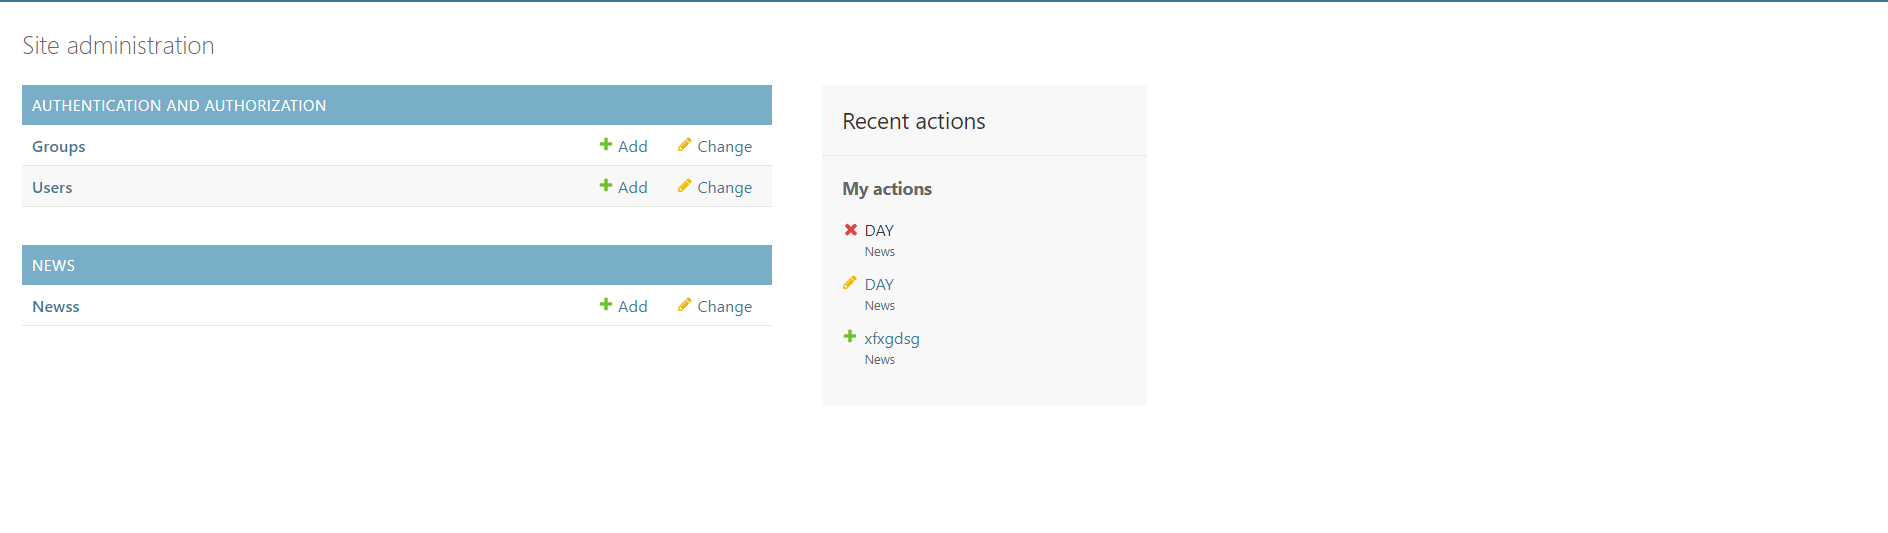 Site administration
AUTHENTICATION AND AUTHORIZATION
Groups Add Change
Users Add Change
NEWS
Newss Add Change
Recent actions
My actions
DAY
News
DAY
News
xfxgdsg
News